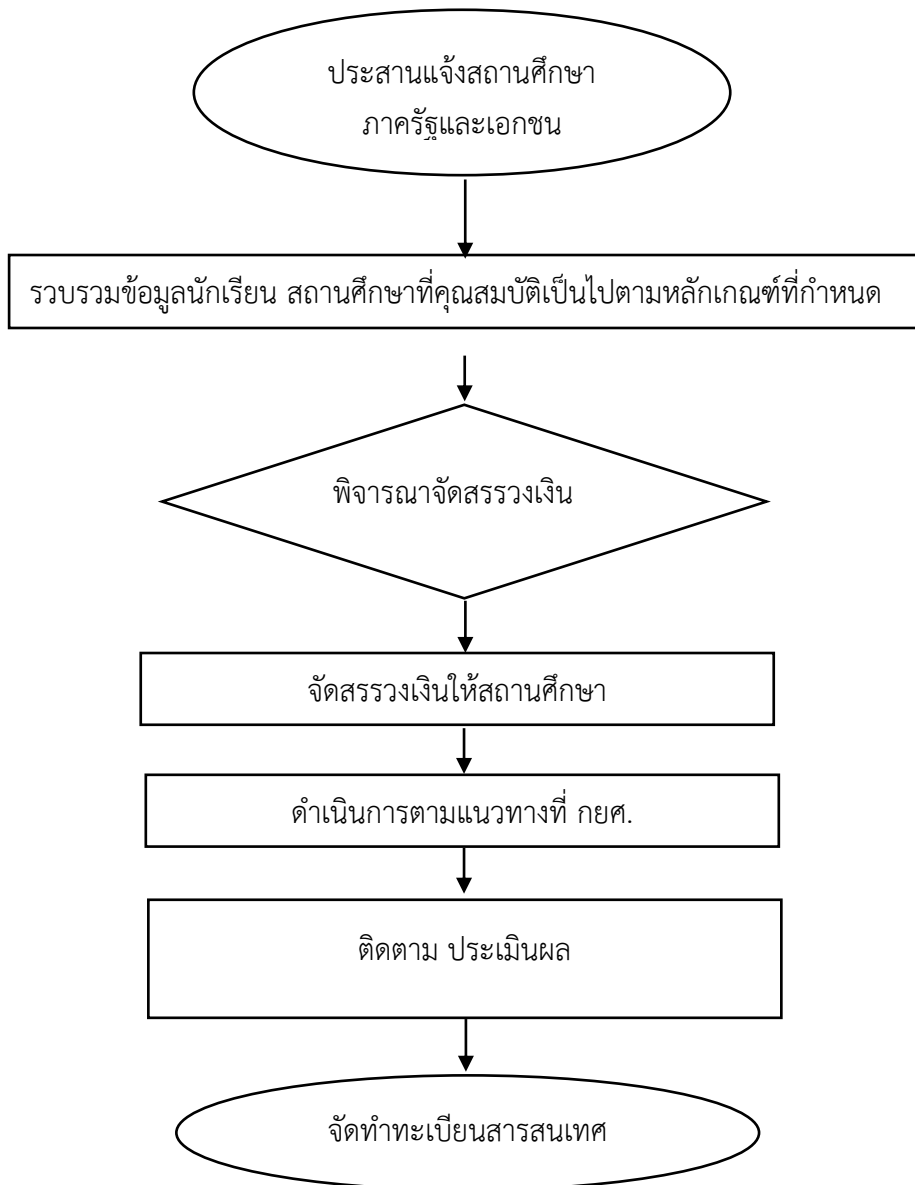 ประสานแจ้งสถานศึกษา
ภาครัฐและเอกชน
รวบรวมข้อมูลนักเรียน สถานศึกษาที่คุณสมบัติเป็นไปตามหลักเกณฑ์ที่กำหนด
พิจารณาจัดสรรวงเงิน
จัดสรรวงเงินให้สถานศึกษา
ดำเนินการตามแนวทางที่ กยศ.
ติดตาม ประเมินผล
จัดทำทะเบียนสารสนเทศ